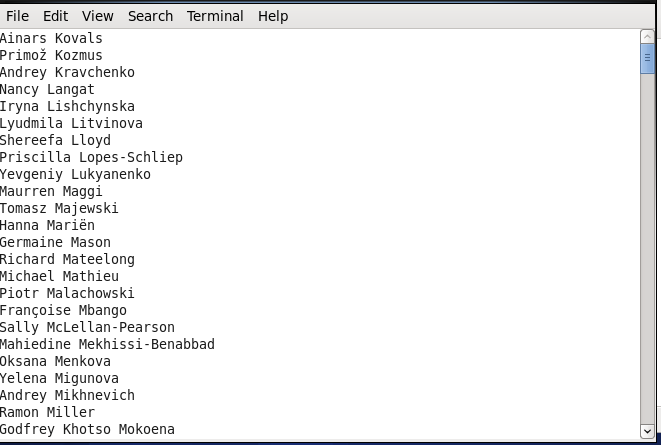 File Edit View Search Terminal Help
Ainars Kovals
Primož Kozmus
Andrey Kravchenko
Nancy Langat
Iryna Lishchynska
Lyudmila Litvinova
Shereefa Lloyd
Priscilla Lopes-Schliep
Yevgeniy Lukyanenko
Maurren Maggi
Tomasz Majewski
Hanna Mariën
Germaine Mason
Richard Mateelong
Michael Mathieu
Piotr Malachowski
Françoise Mbango
Sally McLellan-Pearson
Mahiedine Mekhissi-Benabbad
Oksana Menkova
Yelena Migunova
Andrey Mikhnevich
Ramon Miller
Godfrey Khotso Mokoena